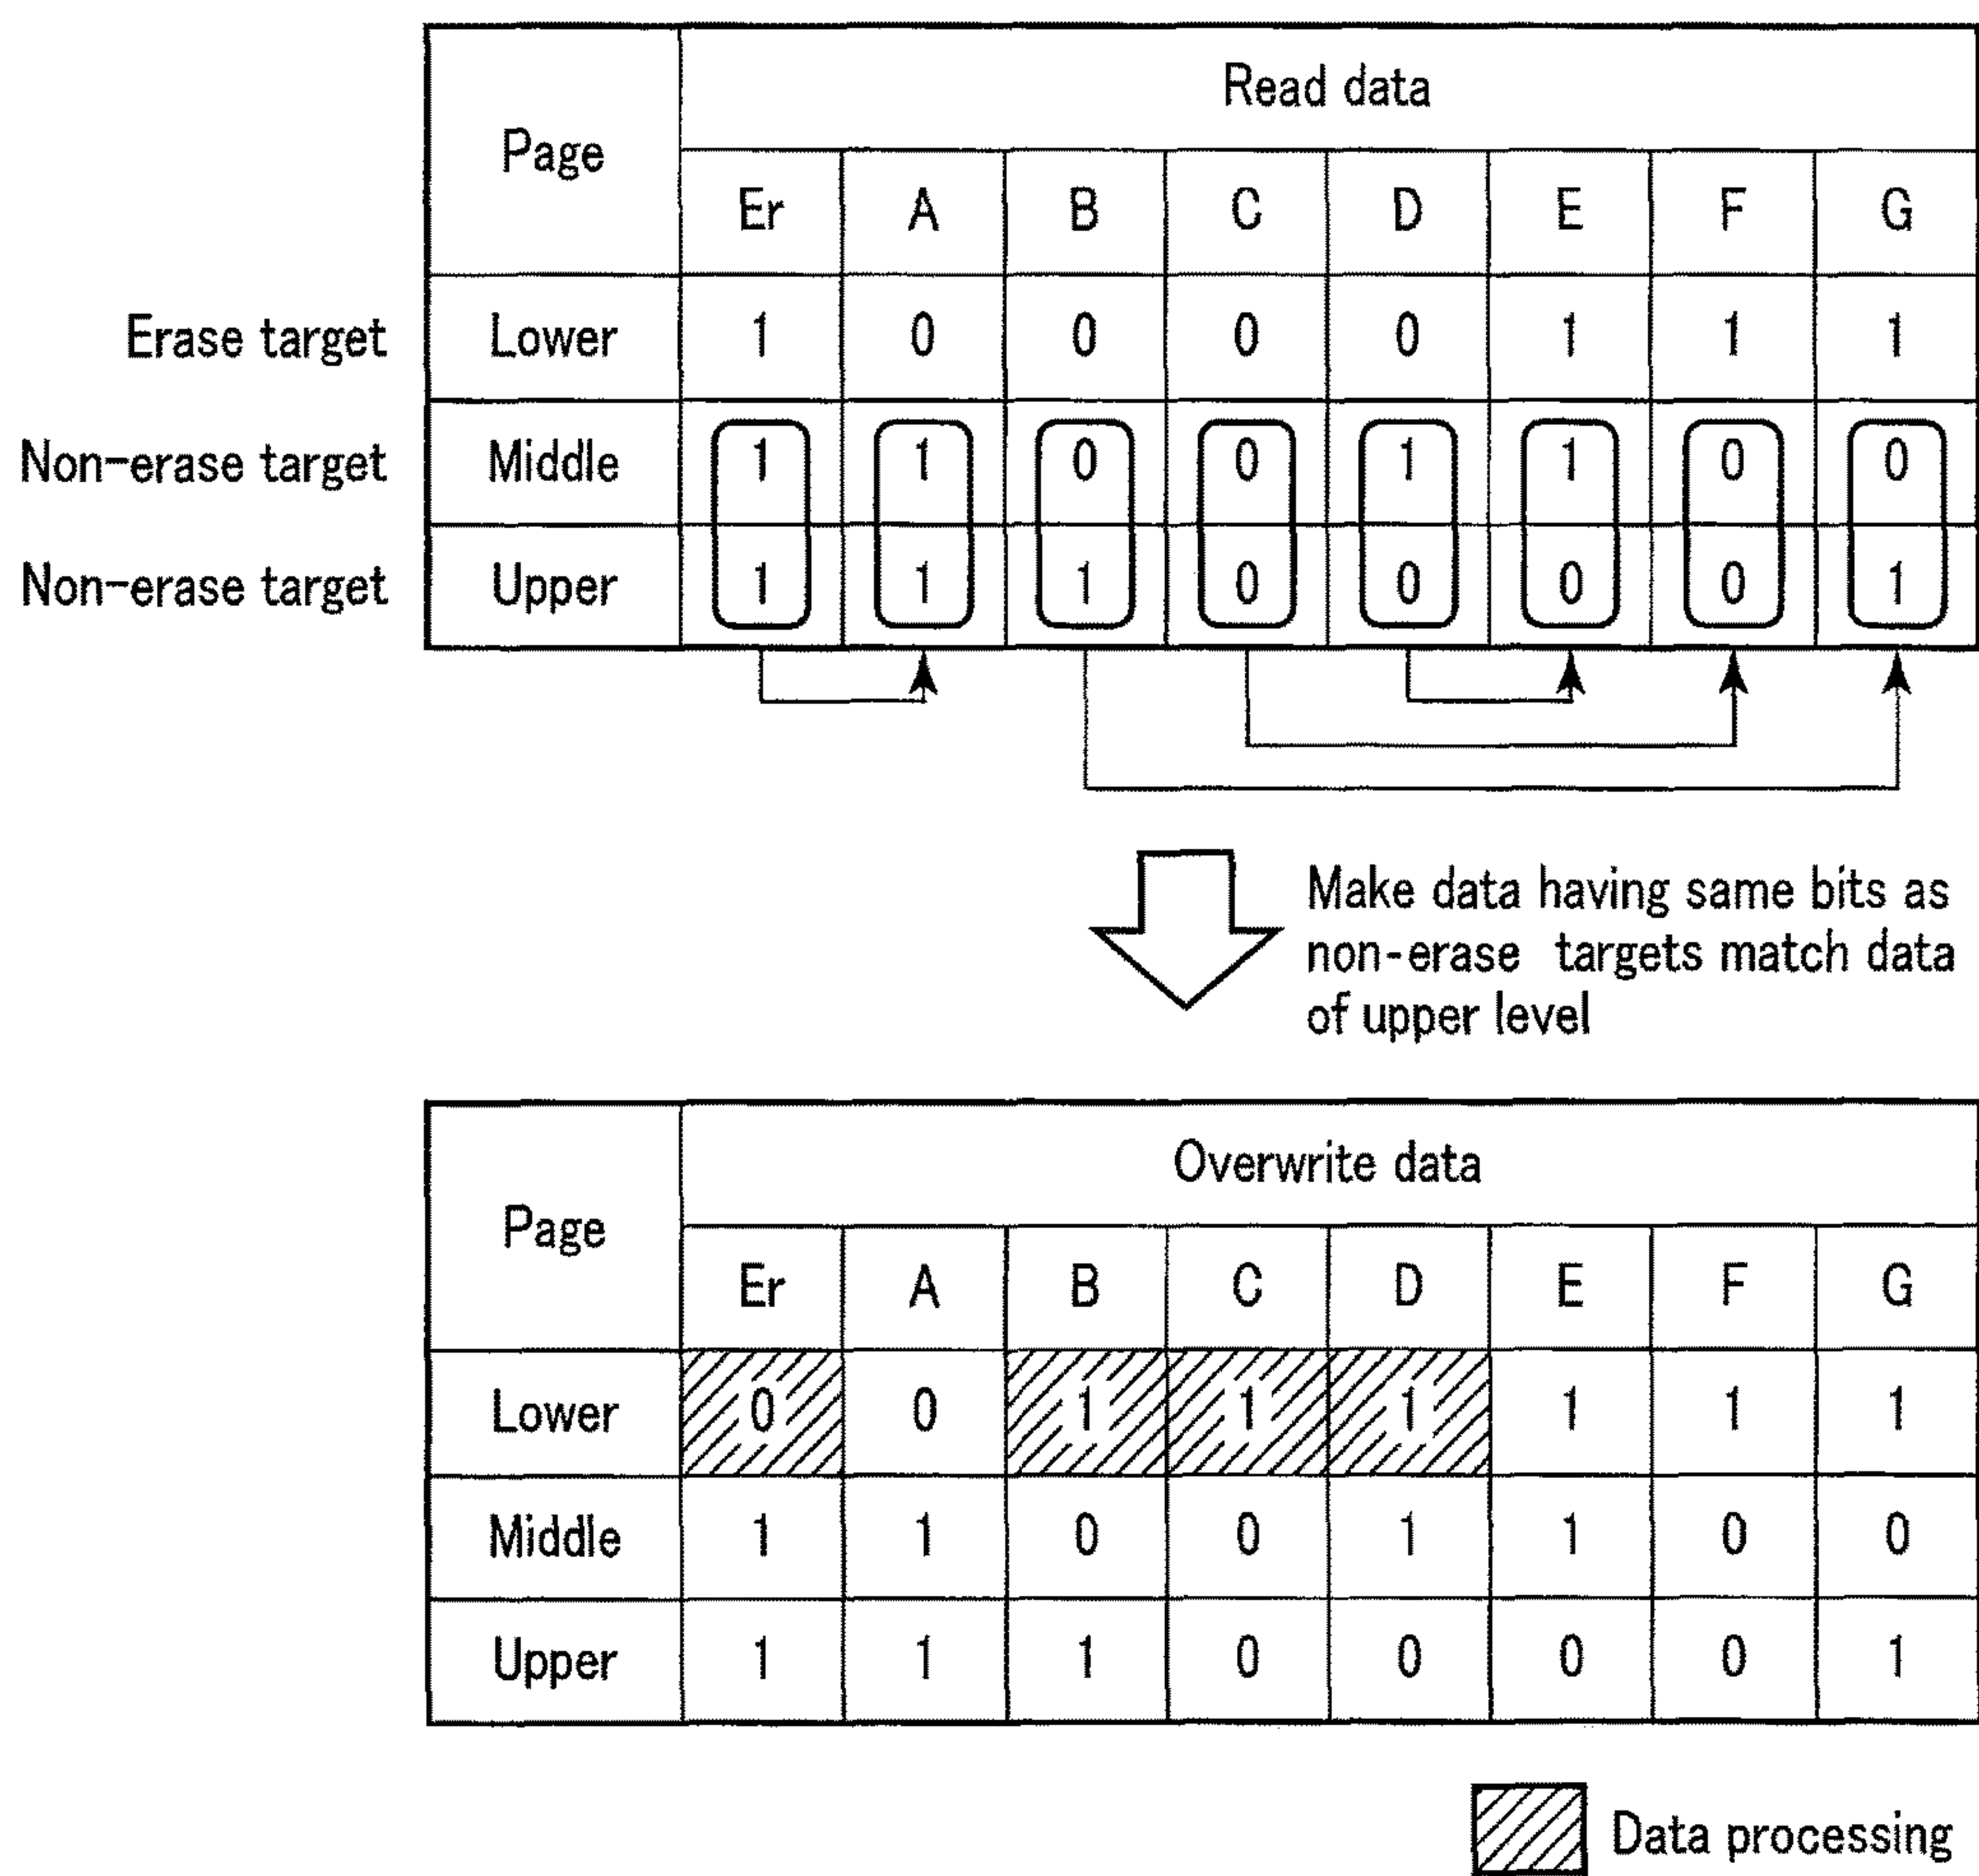 Page Read data
Er A B C D E F G
Erase target Lower 1 0 0 0 0 1 1 1
Non-erase target Middle 1 1 0 0 1 1 0 0
Non-erase target Upper 1 1 1 0 0 0 0 1
Make data having same bits as
non-erase targets match data
of upper level
Page Overwrite data
Er A B C D E F G
Lower 0 0 1 1 1 1 1 1
Middle 1 1 0 0 1 1 0 0
Upper 1 1 1 0 0 0 0 1
Data processing